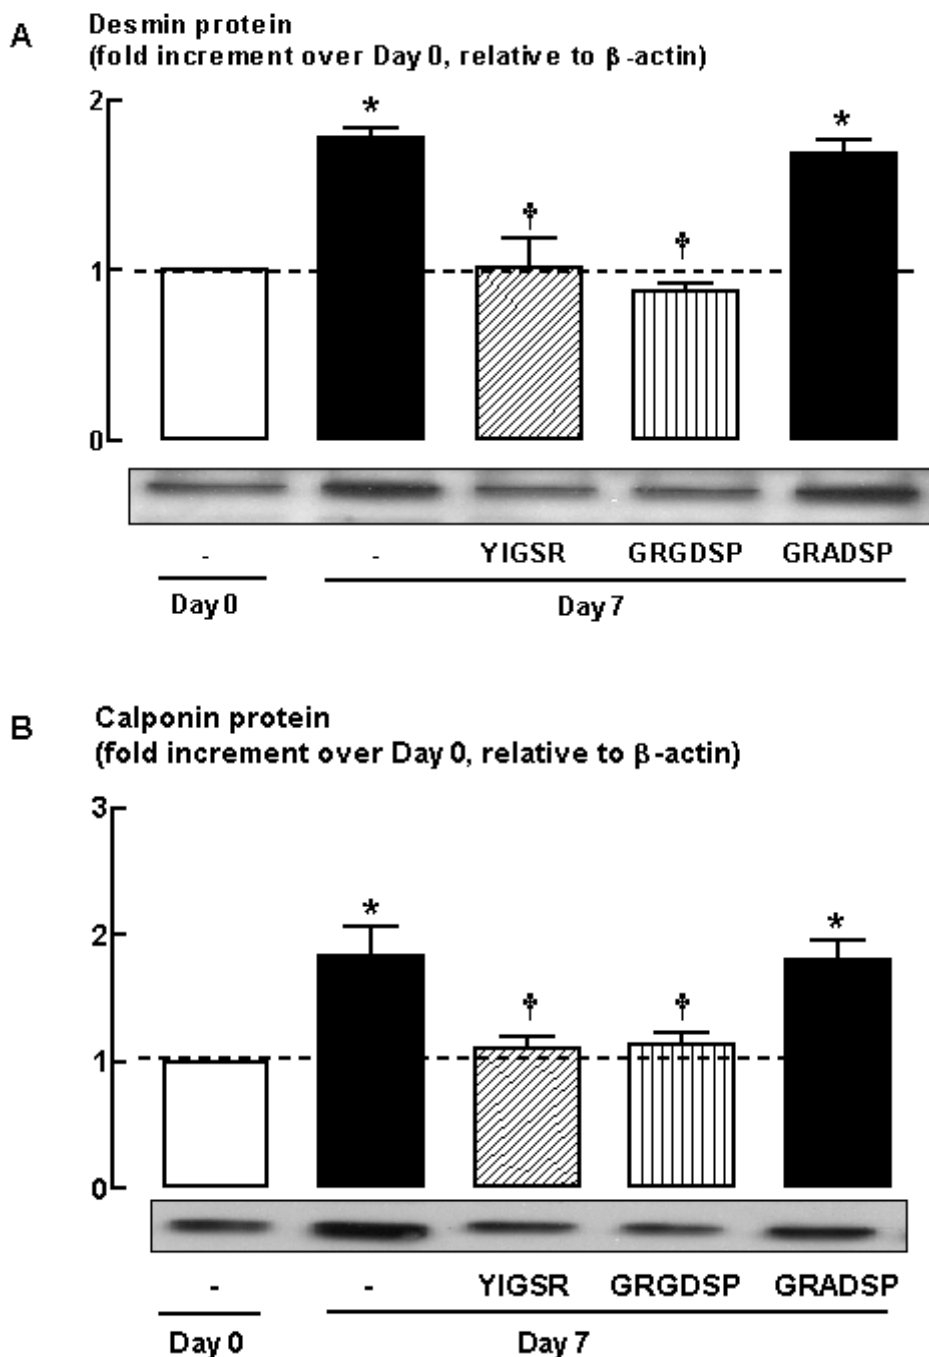 A
Desmin protein
(fold increment over Day 0, relative to β-actin)
2
*
*
†
†
1
0
- - YIGSR GRGDSP GRADSP
Day 0 Day 7
B
Calponin protein
(fold increment over Day 0, relative to β-actin)
3
2
*
*
†
†
1
0
- - YIGSR GRGDSP GRADSP
Day 0 Day 7